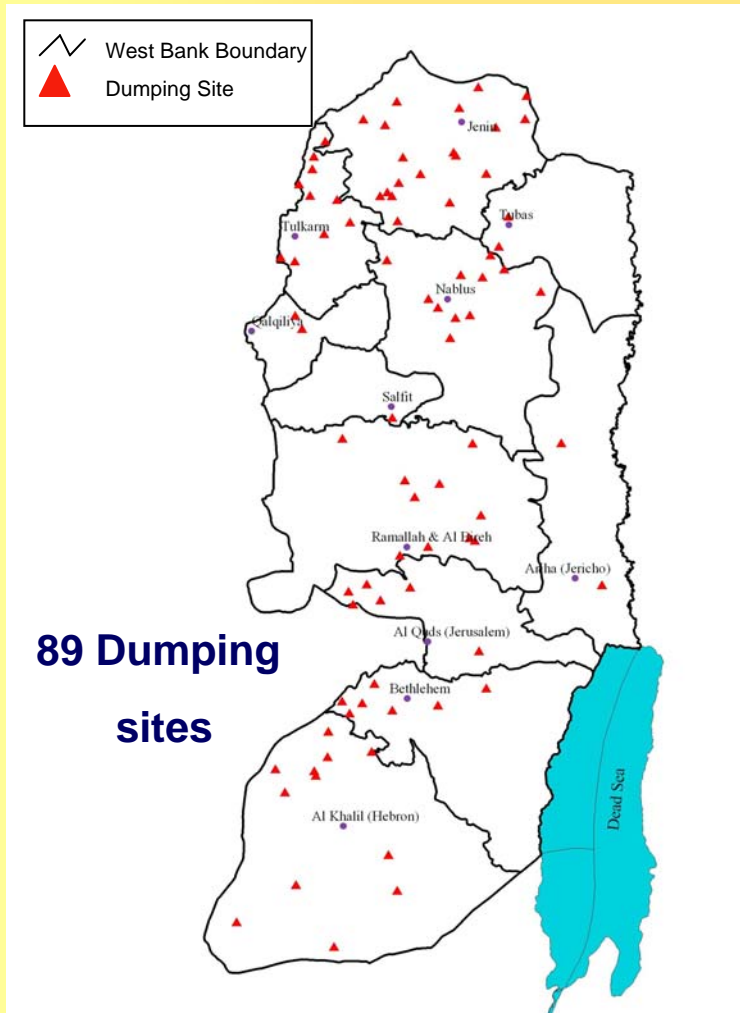 West Bank Boundary
Dumping Site
Jenin
Tubas
Tulkarm
Nablus
Qalqiliya
Salfit
Ramallah & Al Bireh
Ariha (Jericho)
Al Quds (Jerusalem)
89 Dumping
sites
Bethlehem
Dead Sea
Al Khalil (Hebron)